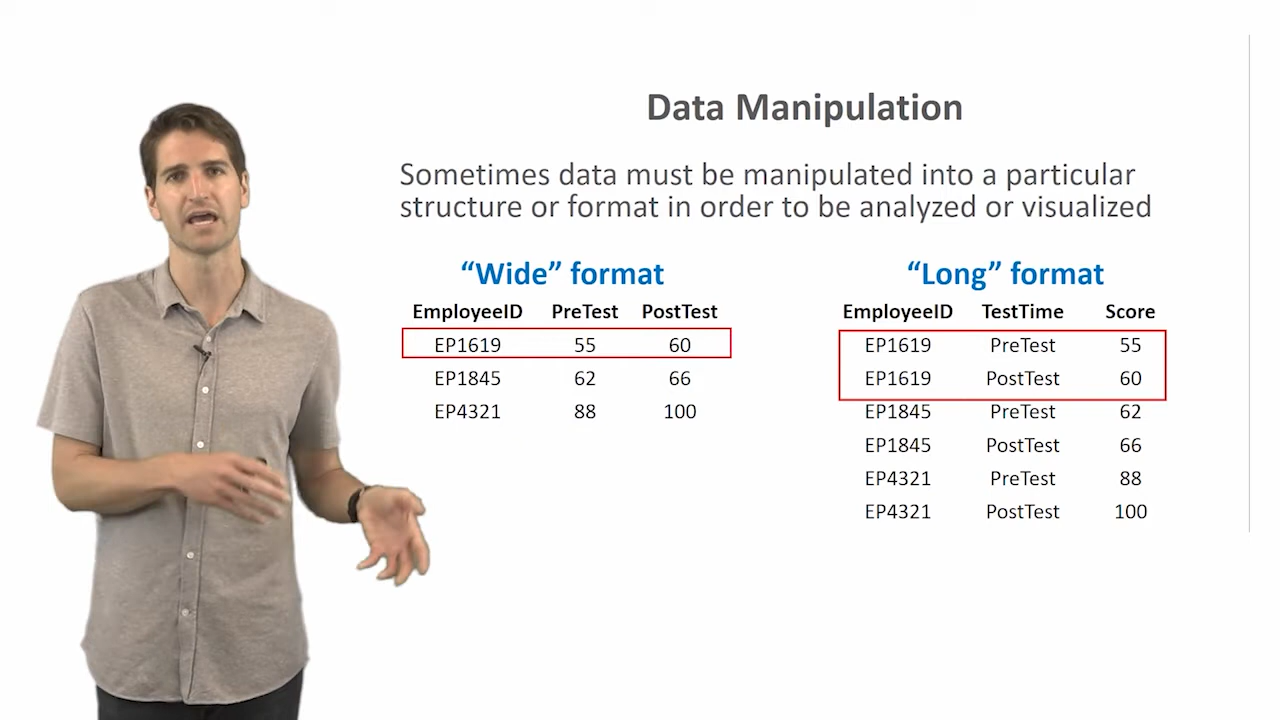 Data Manipulation
Sometimes data must be manipulated into a particular
structure or format in order to be analyzed or visualized
“Wide” format
EmployeeID PreTest PostTest
EP1619 55 60
EP1845 62 66
EP4321 88 100
“Long” format
EmployeeID TestTime Score
EP1619 PreTest 55
EP1619 PostTest 60
EP1845 PreTest 62
EP1845 PostTest 66
EP4321 PreTest 88
EP4321 PostTest 100